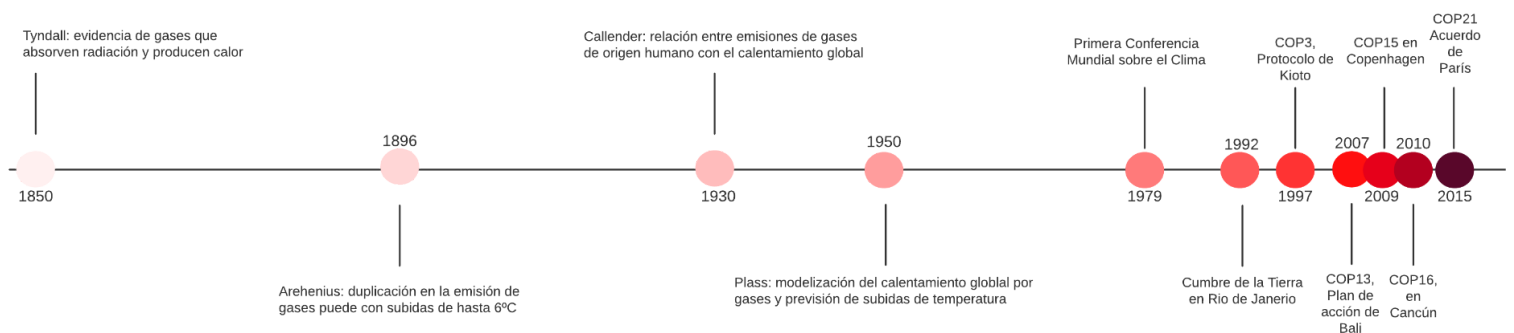 Tyndall: evidencia de gases que
absorven radiación y producen calor
1850
1896
Arehenius: duplicación en la emisión de
gases puede con subidas de hasta 6ºC
Callender: relación entre emisiones de gases
de origen humano con el calentamiento global
1930
1950
Plass: modelización del calentamiento globlal por
gases y previsión de subidas de temperatura
Primera Conferencia
Mundial sobre el Clima
1979
1992
Cumbre de la Tierra
en Rio de Janerio
COP3,
Protocolo de
Kioto
1997
2007
COP13,
Plan de
acción de
Bali
COP15 en
Copenhagen
2009
2010
COP16,
en
Cancún
COP21
Acuerdo
de
París
2015